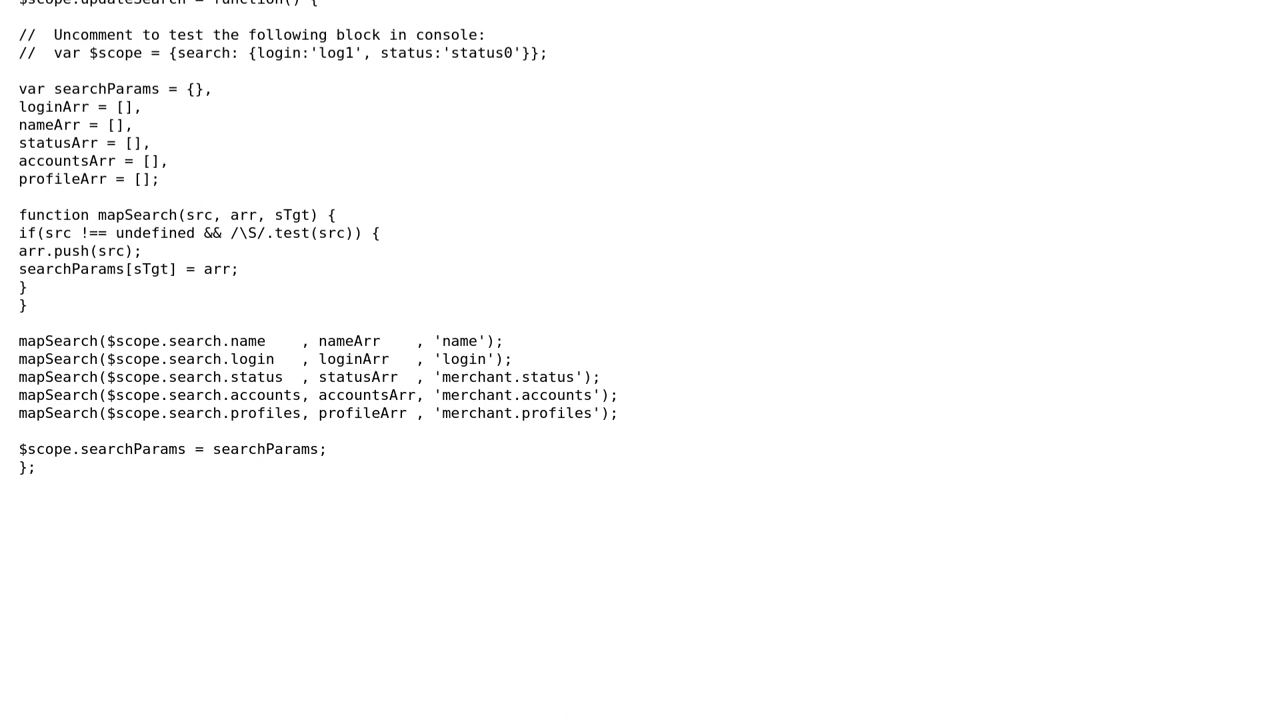 $scope.updateSearch = function() {
//  Uncomment to test the following block in console:
//  var $scope = {search: {login:'log1', status:'status0'}};
var searchParams = {},
loginArr = [],
nameArr = [],
statusArr = [],
accountsArr = [],
profileArr = [];
function mapSearch(src, arr, sTgt) {
if(src !== undefined && /\S/.test(src)) {
arr.push(src);
searchParams[sTgt] = arr;
}
}
mapSearch($scope.search.name    , nameArr    , 'name');
mapSearch($scope.search.login   , loginArr   , 'login');
mapSearch($scope.search.status  , statusArr  , 'merchant.status');
mapSearch($scope.search.accounts, accountsArr, 'merchant.accounts');
mapSearch($scope.search.profiles, profileArr , 'merchant.profiles');
$scope.searchParams = searchParams;
};